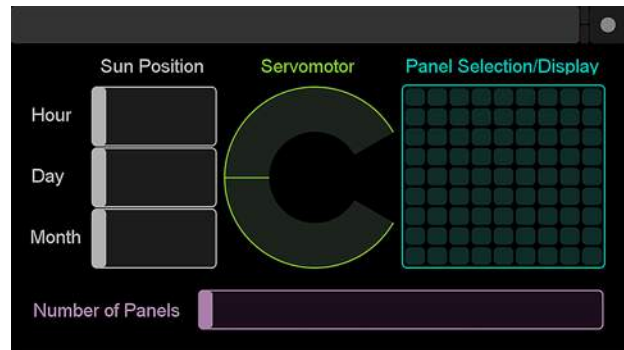 Sun Position
Servomotor
Panel Selection/Display
Hour
Day
Month
Number of Panels